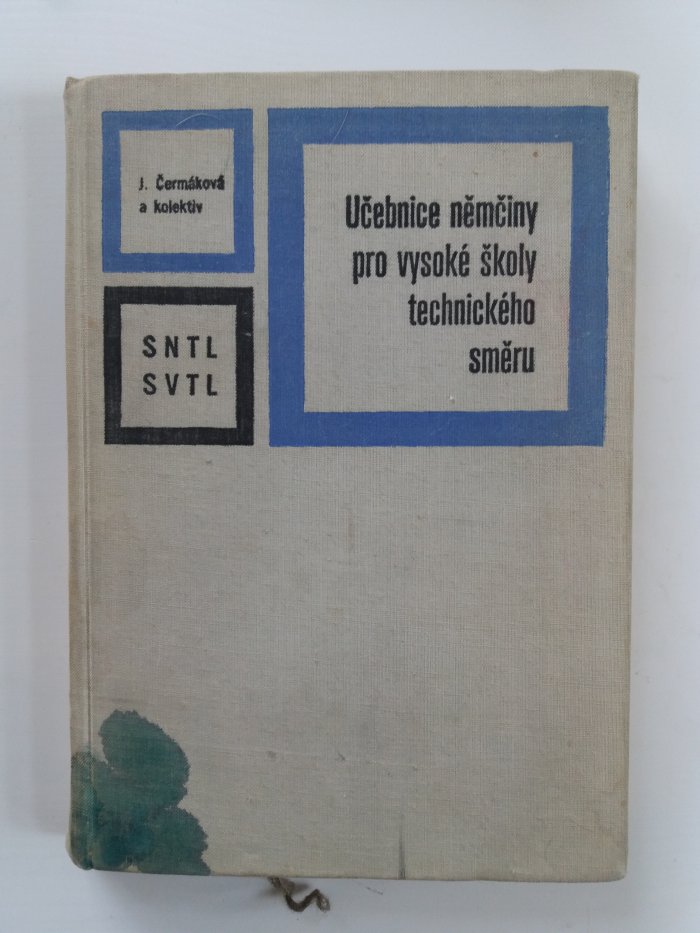 J. Čermáková
a kolektiv
Učebnice němčiny
pro vysoké školy
technického
směru
SNTL
SVTL